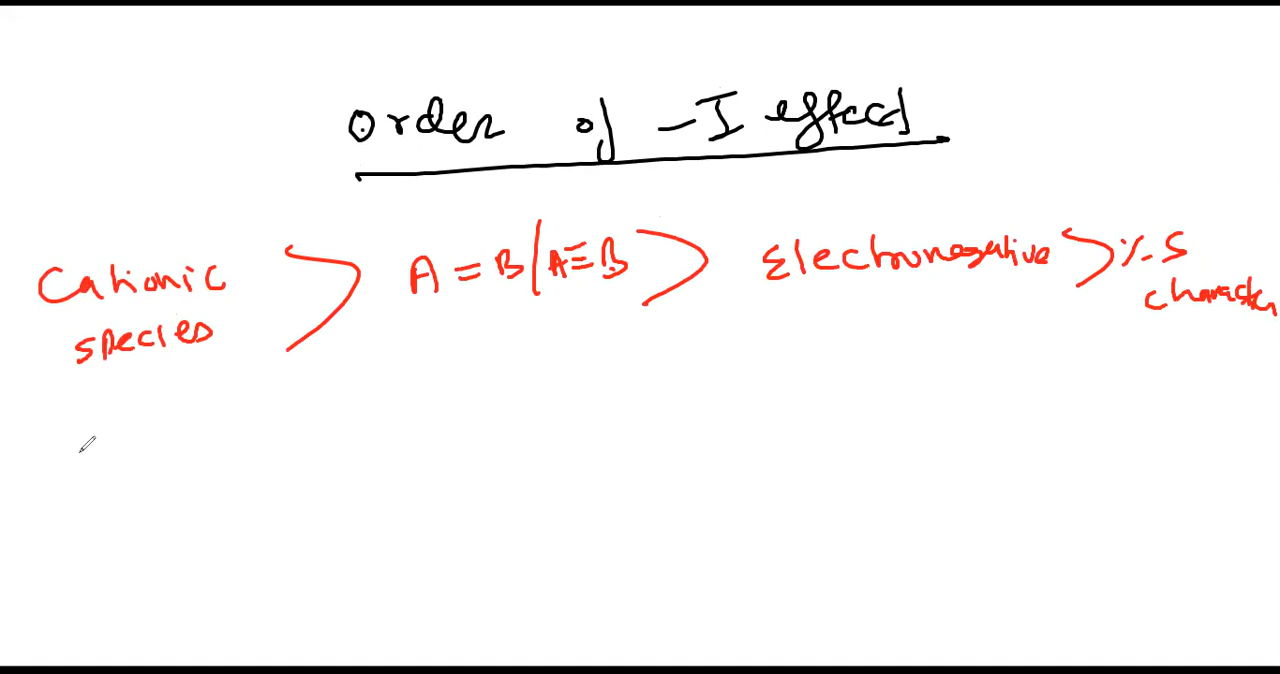 Order of -I effect
Cationic species > A = B / A ≡ B > Electronegative > %S character